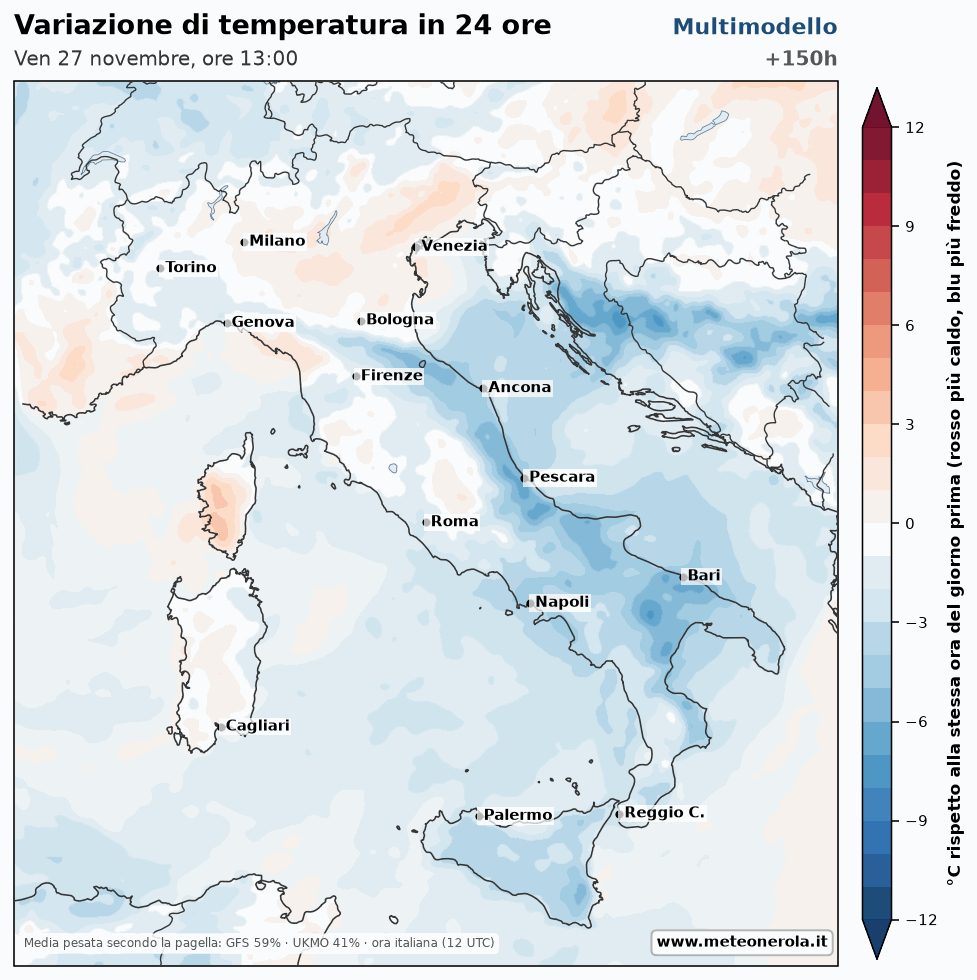 Variazione di temperatura in 24 ore
Multimodello
Ven 27 novembre, ore 13:00
+150h
Milano
Venezia
Torino
Genova
Bologna
Firenze
Ancona
Pescara
Roma
Bari
Napoli
Cagliari
Palermo
Reggio C.
12
9
6
3
0
−3
−6
−9
−12
°C rispetto alla stessa ora del giorno prima (rosso più caldo, blu più freddo)
Media pesata secondo la pagella: GFS 59% · UKMO 41% · ora italiana (12 UTC)
www.meteonerola.it